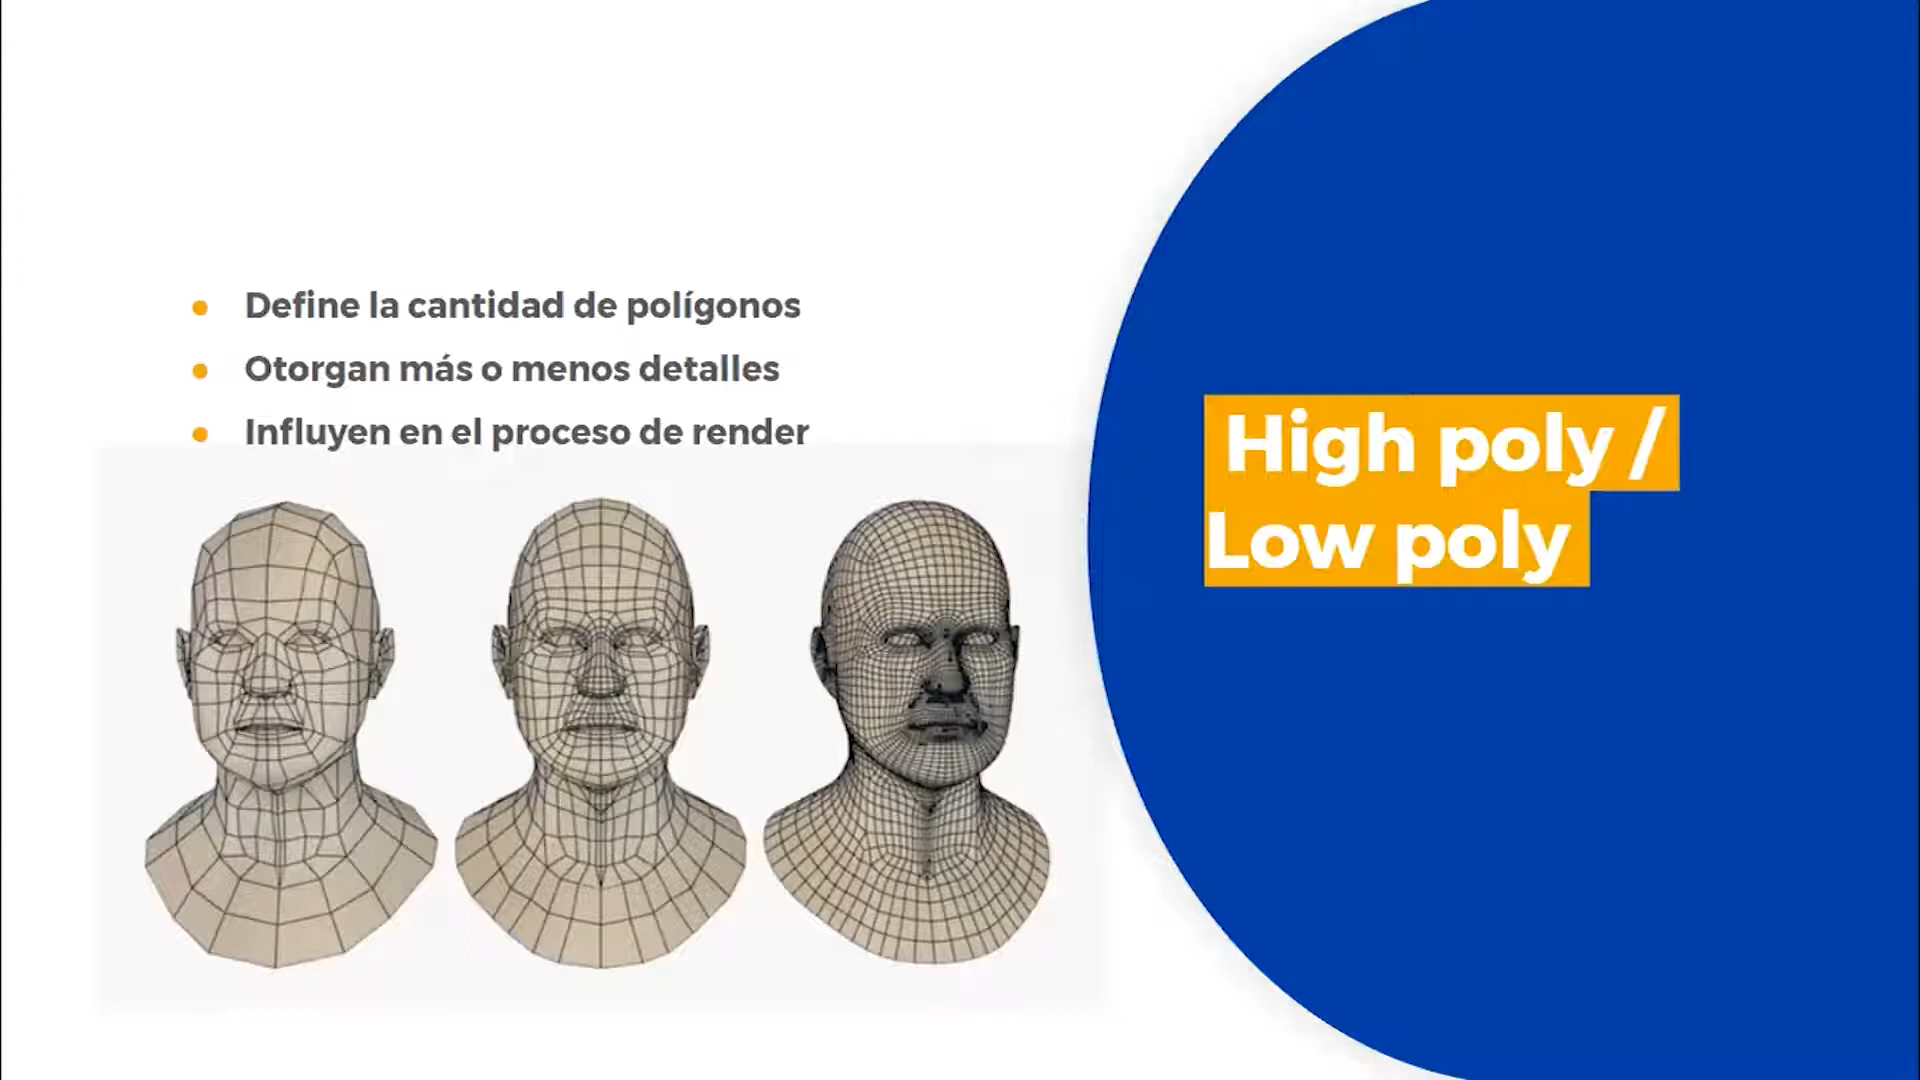 Define la cantidad de polígonos
Otorgan más o menos detalles
Influyen en el proceso de render
High poly /
Low poly